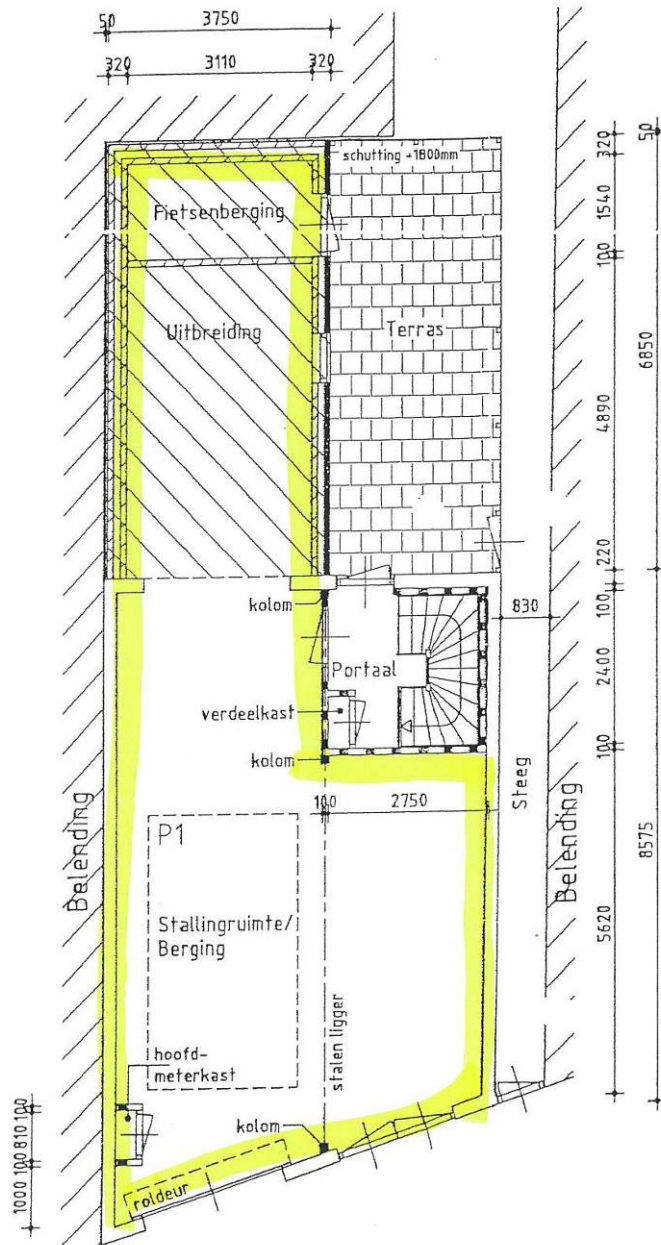 50
3750
320
3110
320
schutting +1800mm
Fietsenberging
Uitbreiding
Terras
kolom
Portaal
verdeelkast
kolom
830
Steeg
100
2750
Belending
Belending
P1
Stallingruimte/
Berging
stalen ligger
hoofd-
meterkast
kolom
roldeur
1000
100
810
100
320
1540
100
4890
220
100
2400
100
5620
50
6850
8575